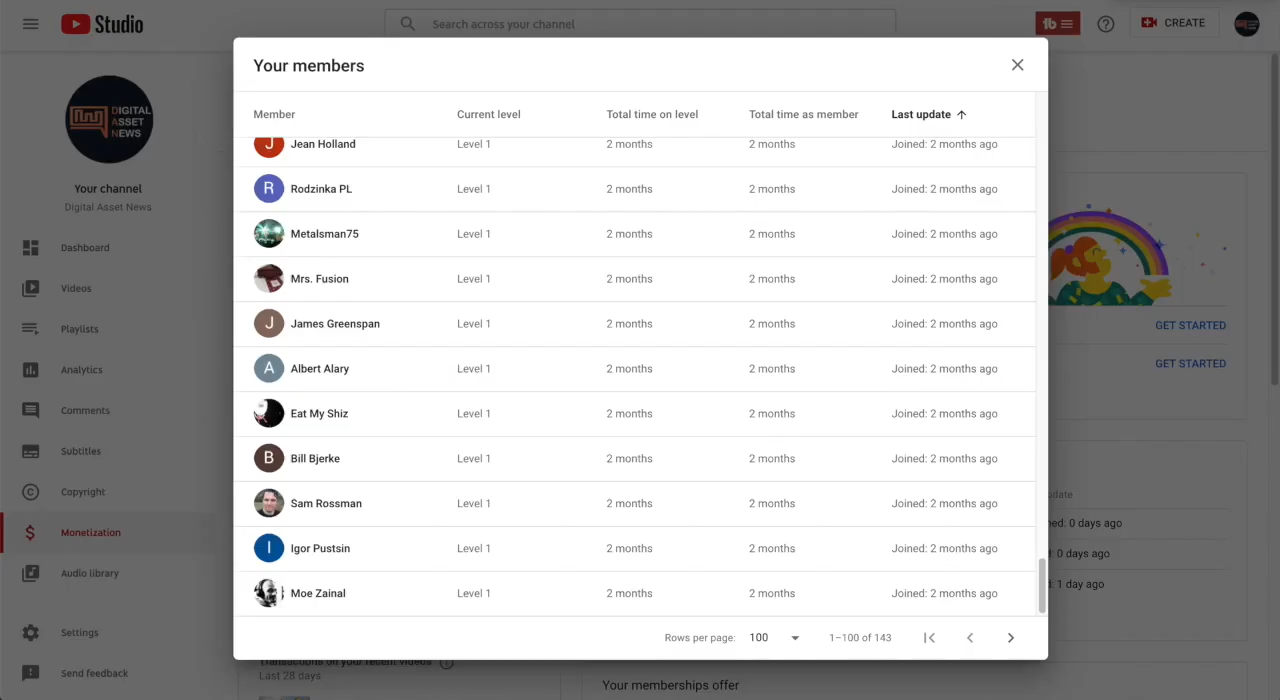 Studio
Search across your channel
CREATE
Your members
Member Current level Total time on level Total time as member Last update
J Jean Holland Level 1 2 months 2 months Joined: 2 months ago
R Rodzinka PL Level 1 2 months 2 months Joined: 2 months ago
Metalsman75 Level 1 2 months 2 months Joined: 2 months ago
Mrs. Fusion Level 1 2 months 2 months Joined: 2 months ago
J James Greenspan Level 1 2 months 2 months Joined: 2 months ago
A Albert Alary Level 1 2 months 2 months Joined: 2 months ago
Eat My Shiz Level 1 2 months 2 months Joined: 2 months ago
B Bill Bjerke Level 1 2 months 2 months Joined: 2 months ago
Sam Rossman Level 1 2 months 2 months Joined: 2 months ago
I Igor Pustsin Level 1 2 months 2 months Joined: 2 months ago
Moe Zainal Level 1 2 months 2 months Joined: 2 months ago
Rows per page: 100 1–100 of 143
DIGITAL
ASSET
NEWS
Your channel
Digital Asset News
Dashboard
Videos
Playlists
Analytics
Comments
Subtitles
Copyright
Monetization
Audio library
Settings
Send feedback
GET STARTED
GET STARTED
0 days ago
0 days ago
1 day ago
Transactions on your recent videos
Last 28 days
Your memberships offer